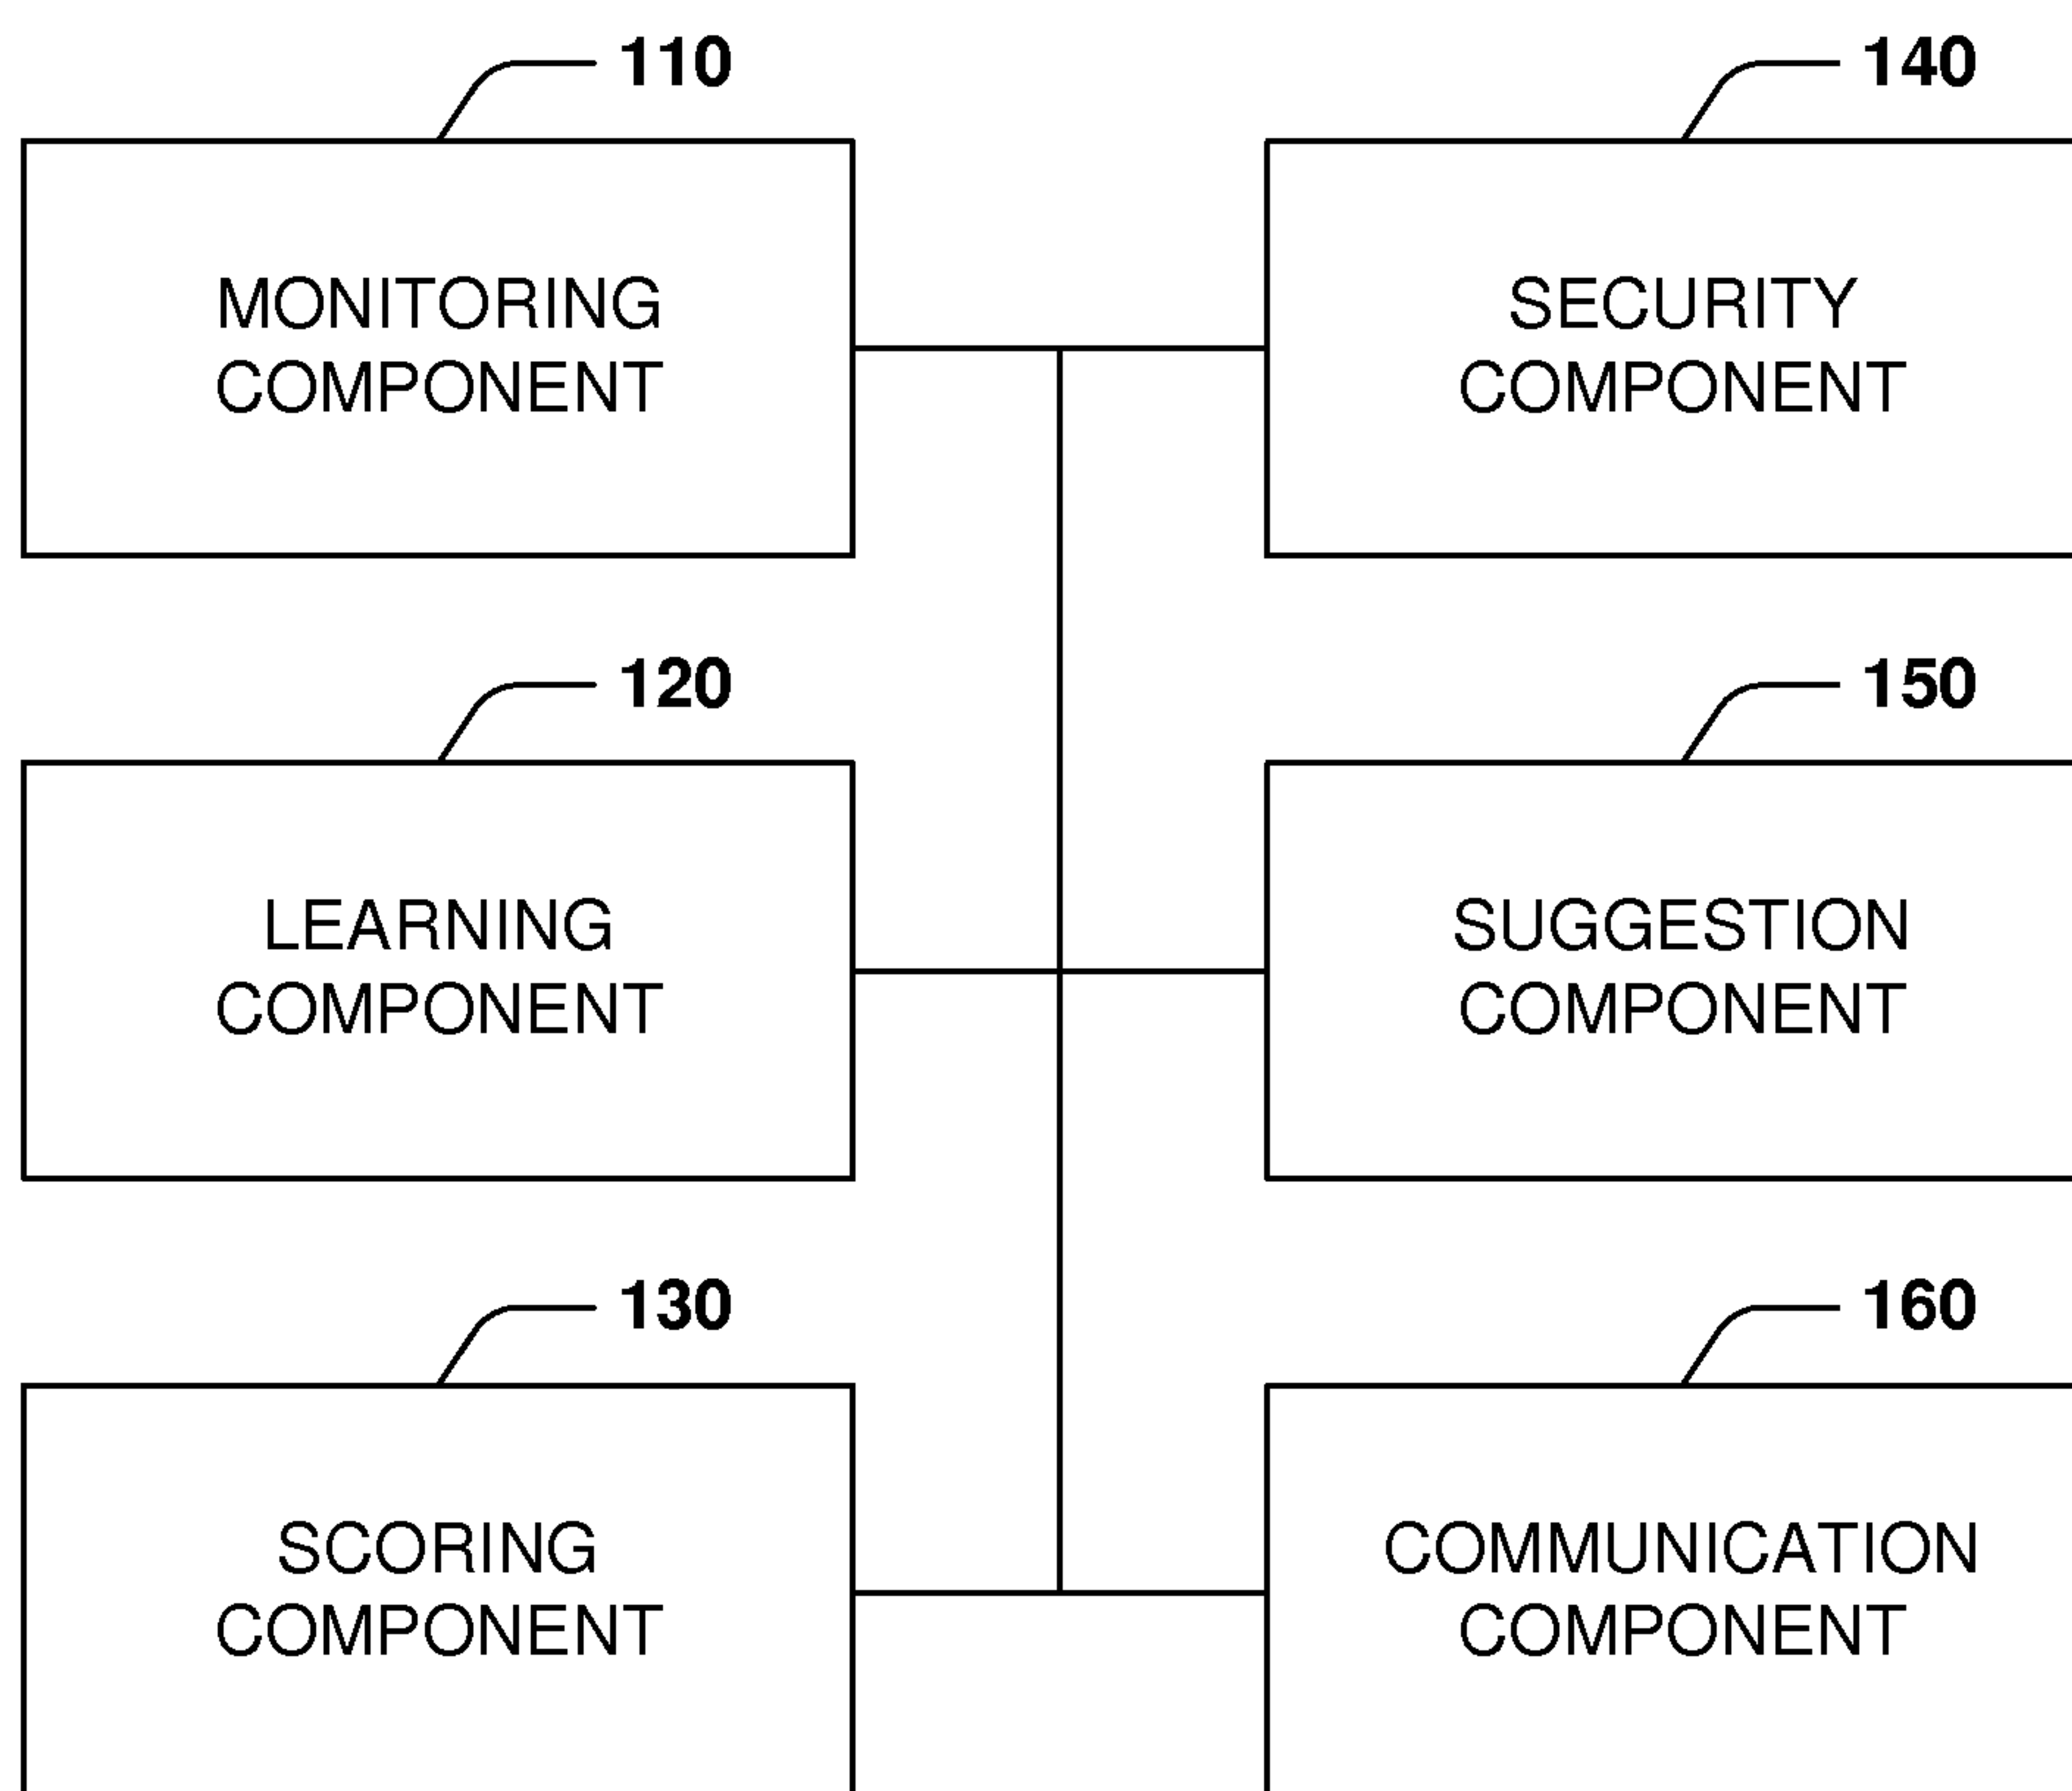 110
MONITORING
COMPONENT
140
SECURITY
COMPONENT
120
LEARNING
COMPONENT
150
SUGGESTION
COMPONENT
130
SCORING
COMPONENT
160
COMMUNICATION
COMPONENT